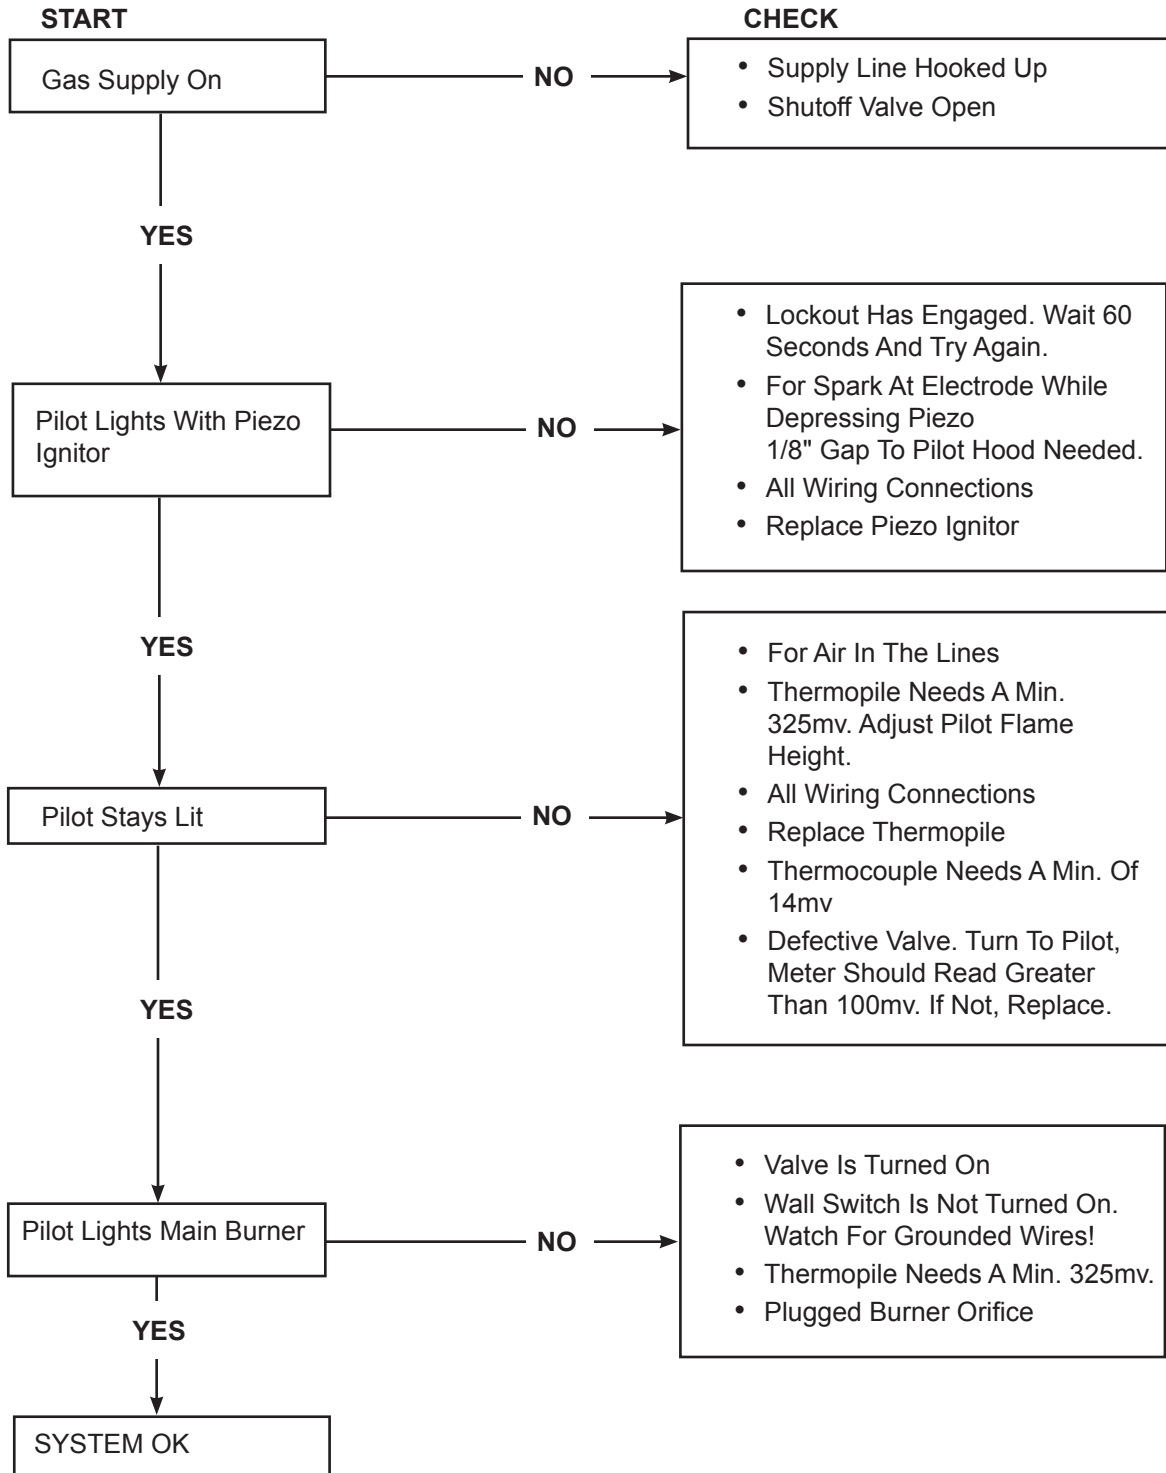 START
CHECK
Gas Supply On
NO
• Supply Line Hooked Up
• Shutoff Valve Open
YES
Pilot Lights With Piezo
Ignitor
NO
• Lockout Has Engaged. Wait 60
Seconds And Try Again.
• For Spark At Electrode While
Depressing Piezo
1/8" Gap To Pilot Hood Needed.
• All Wiring Connections
• Replace Piezo Ignitor
YES
Pilot Stays Lit
NO
• For Air In The Lines
• Thermopile Needs A Min.
325mv. Adjust Pilot Flame
Height.
• All Wiring Connections
• Replace Thermopile
• Thermocouple Needs A Min. Of
14mv
• Defective Valve. Turn To Pilot,
Meter Should Read Greater
Than 100mv. If Not, Replace.
YES
Pilot Lights Main Burner
NO
• Valve Is Turned On
• Wall Switch Is Not Turned On.
Watch For Grounded Wires!
• Thermopile Needs A Min. 325mv.
• Plugged Burner Orifice
YES
SYSTEM OK